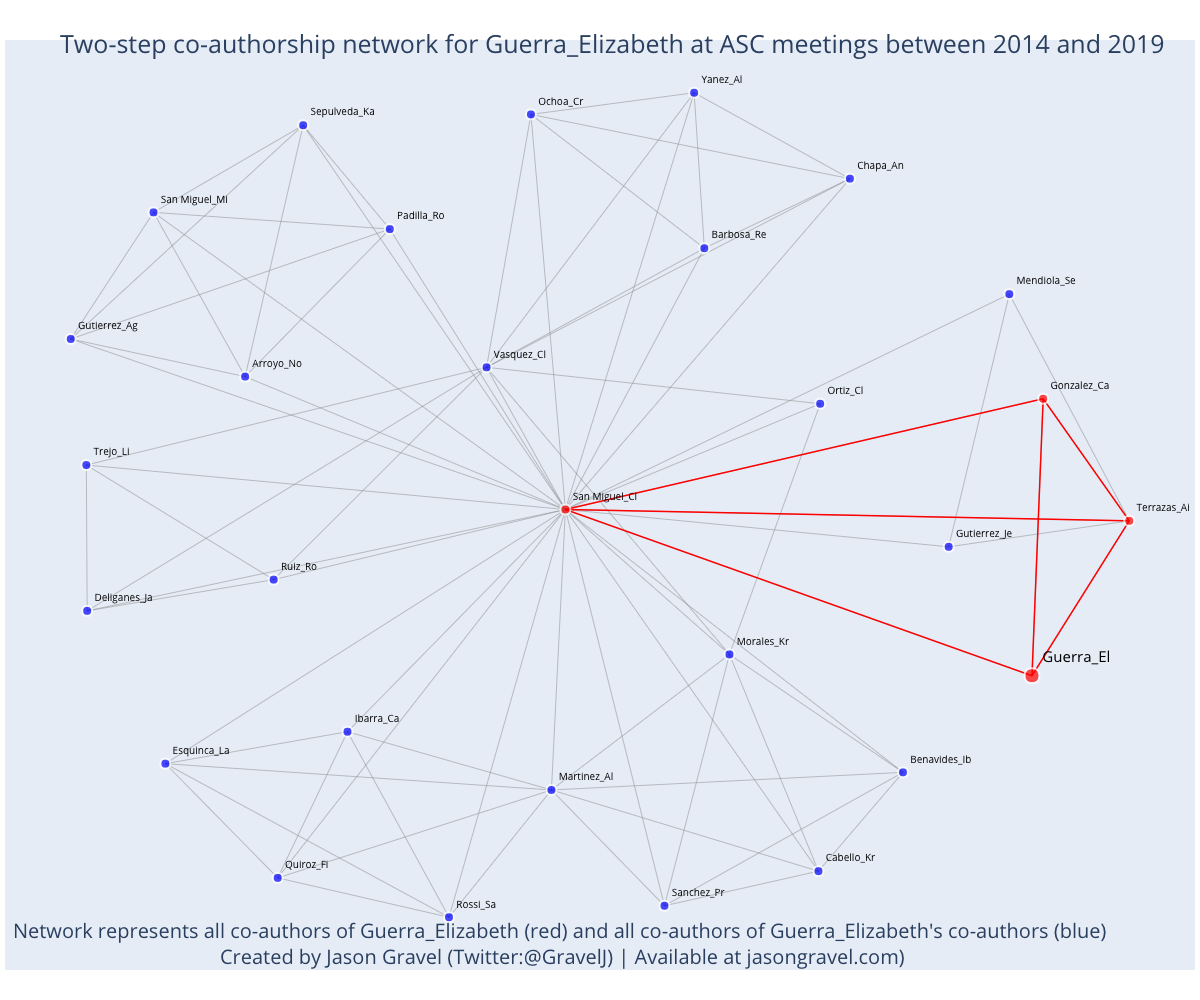 Two-step co-authorship network for Guerra_Elizabeth at ASC meetings between 2014 and 2019
Yanez_Al
Ochoa_Cr
Sepulveda_Ka
Chapa_An
San Miguel_Mi
Padilla_Ro
Barbosa_Re
Mendiola_Se
Gutierrez_Ag
Vasquez_Cl
Arroyo_No
Gonzalez_Ca
Ortiz_Cl
Trejo_Li
San Miguel_Cl
Terrazas_Ai
Gutierrez_Je
Ruiz_Ro
Deliganes_Ja
Morales_Kr
Guerra_El
Ibarra_Ca
Esquinca_La
Benavides_Ib
Martinez_Al
Cabello_Kr
Quiroz_Fi
Sanchez_Pr
Rossi_Sa
Network represents all co-authors of Guerra_Elizabeth (red) and all co-authors of Guerra_Elizabeth's co-authors (blue)
Created by Jason Gravel (Twitter:@GravelJ) | Available at jasongravel.com)